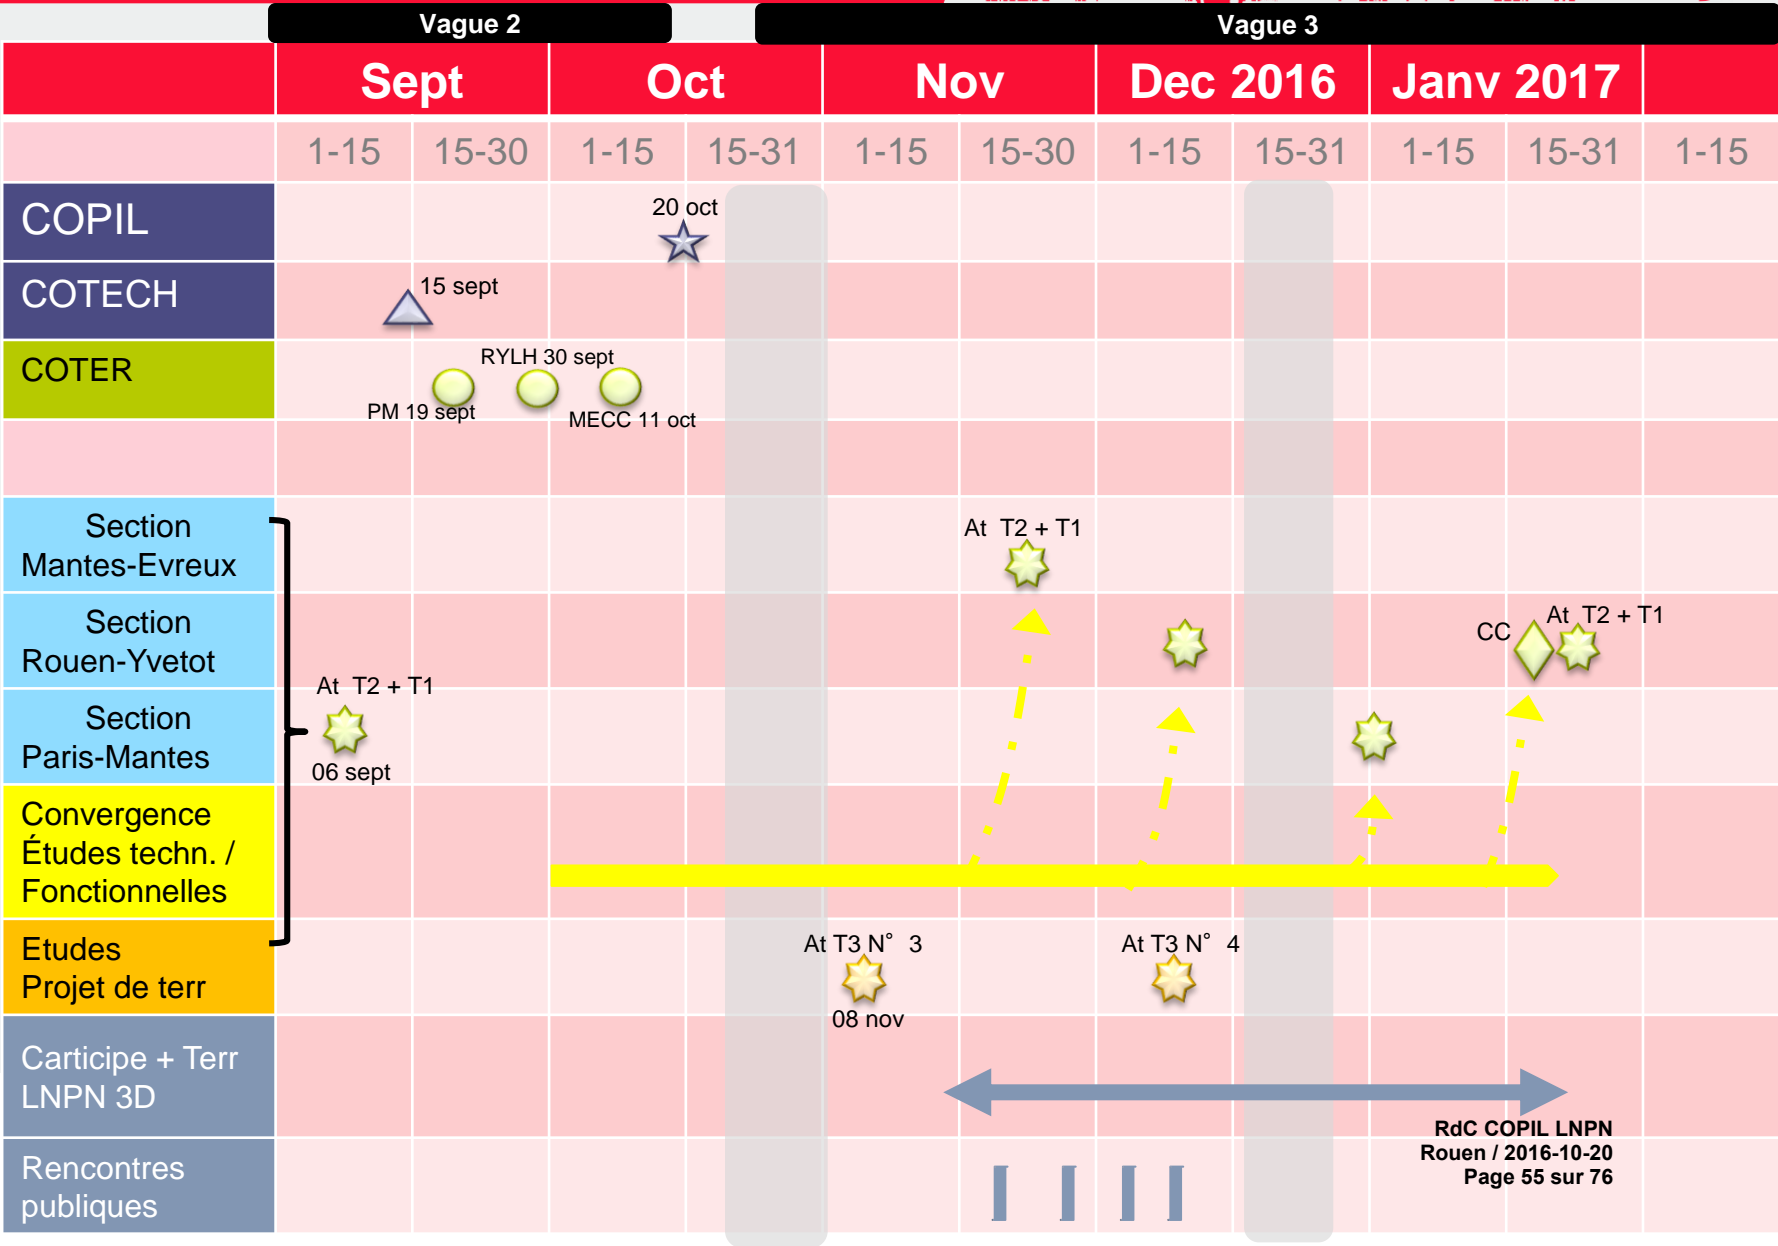 Vague 2
Vague 3
Sept
Oct
Nov
Dec 2016
Janv 2017
1-15
15-30
1-15
15-31
1-15
15-30
1-15
15-31
1-15
15-31
1-15
COPIL
20 oct
COTECH
15 sept
COTER
RYLH 30 sept
PM 19 sept
MECC 11 oct
Section
Mantes-Evreux
At T2 + T1
Section
Rouen-Yvetot
CC
At T2 + T1
Section
Paris-Mantes
At T2 + T1
06 sept
Convergence
Études techn. /
Fonctionnelles
Etudes
Projet de terr
At T3 N° 3
08 nov
At T3 N° 4
Carticipe + Terr
LNPN 3D
RdC COPIL LNPN
Rouen / 2016-10-20
Page 55 sur 76
Rencontres
publiques